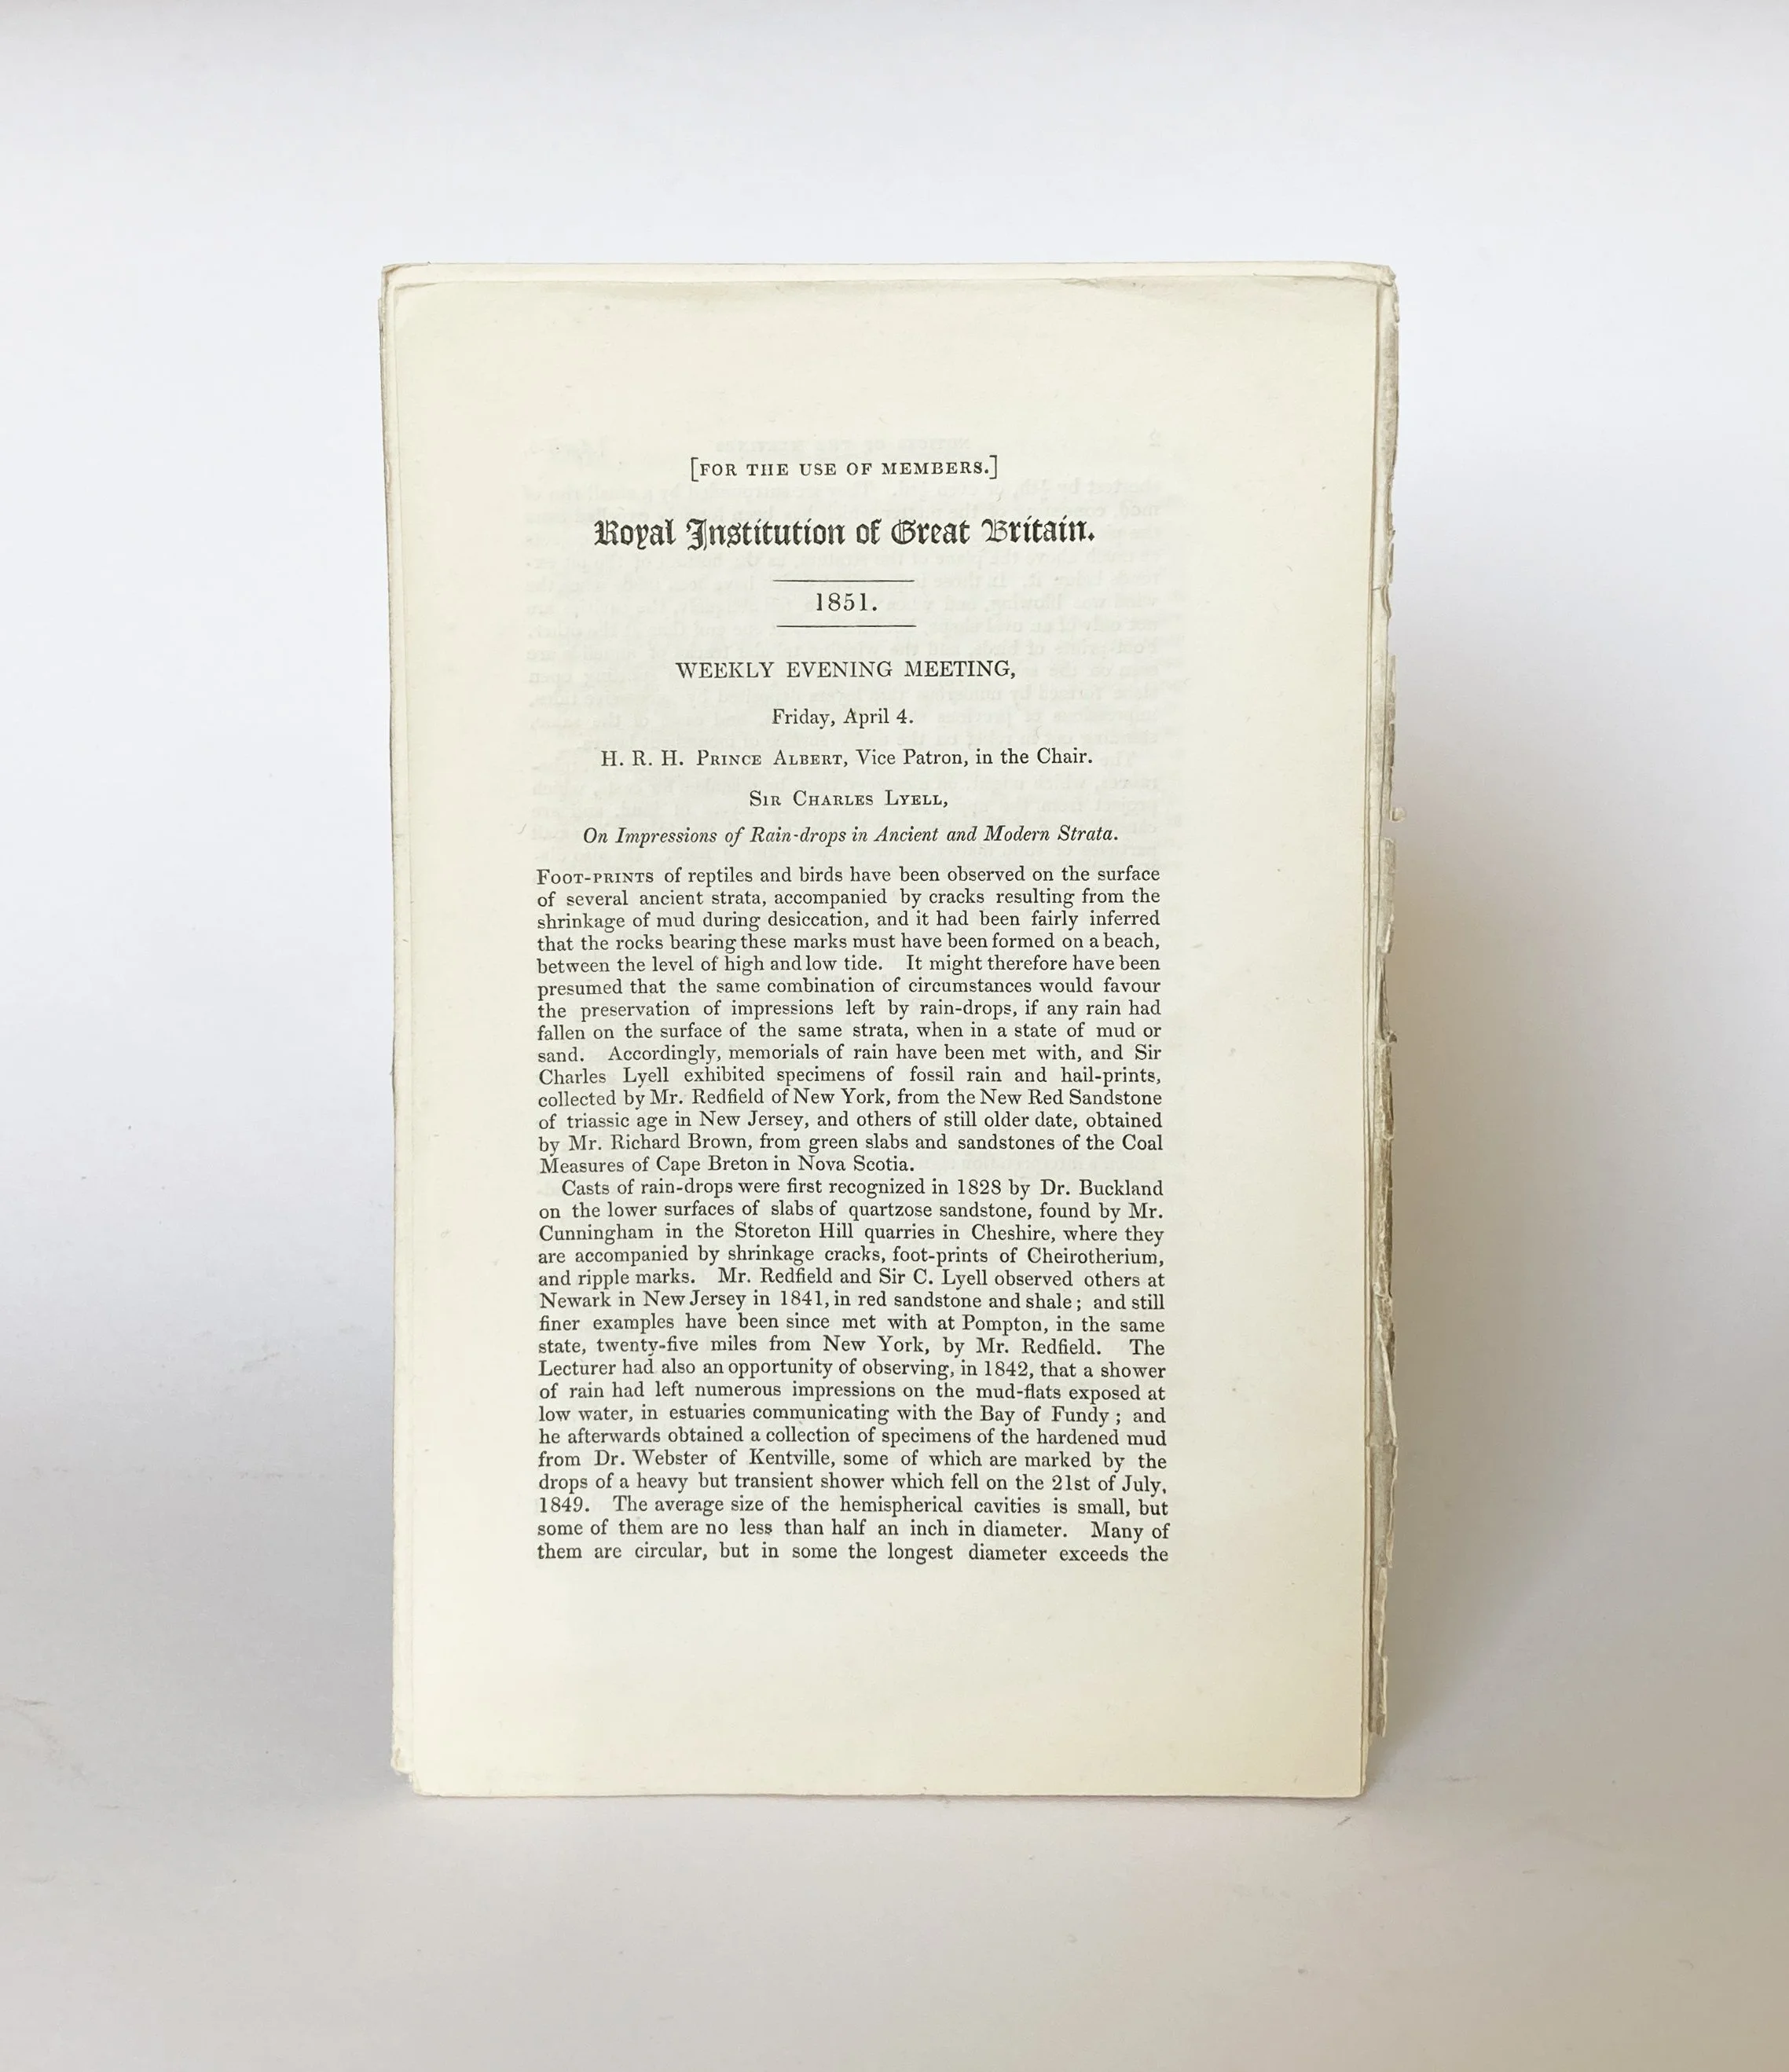 [FOR THE USE OF MEMBERS.]
Royal Institution of Great Britain.
1851.
WEEKLY EVENING MEETING,
Friday, April 4.
H. R. H. PRINCE ALBERT, Vice Patron, in the Chair.
SIR CHARLES LYELL,
On Impressions of Rain-drops in Ancient and Modern Strata.
FOOT-PRINTS of reptiles and birds have been observed on the surface
of several ancient strata, accompanied by cracks resulting from the
shrinkage of mud during desiccation, and it had been fairly inferred
that the rocks bearing these marks must have been formed on a beach,
between the level of high and low tide. It might therefore have been
presumed that the same combination of circumstances would favour
the preservation of impressions left by rain-drops, if any rain had
fallen on the surface of the same strata, when in a state of mud or
sand. Accordingly, memorials of rain have been met with, and Sir
Charles Lyell exhibited specimens of fossil rain and hail-prints,
collected by Mr. Redfield of New York, from the New Red Sandstone
of triassic age in New Jersey, and others of still older date, obtained
by Mr. Richard Brown, from green slabs and sandstones of the Coal
Measures of Cape Breton in Nova Scotia.
Casts of rain-drops were first recognized in 1828 by Dr. Buckland
on the lower surfaces of slabs of quartzose sandstone, found by Mr.
Cunningham in the Storeton Hill quarries in Cheshire, where they
are accompanied by shrinkage cracks, foot-prints of Cheirotherium,
and ripple marks. Mr. Redfield and Sir C. Lyell observed others at
Newark in New Jersey in 1841, in red sandstone and shale; and still
finer examples have been since met with at Pompton, in the same
state, twenty-five miles from New York, by Mr. Redfield. The
Lecturer had also an opportunity of observing, in 1842, that a shower
of rain had left numerous impressions on the mud-flats exposed at
low water, in estuaries communicating with the Bay of Fundy; and
he afterwards obtained a collection of specimens of the hardened mud
from Dr. Webster of Kentville, some of which are marked by the
drops of a heavy but transient shower which fell on the 21st of July,
1849. The average size of the hemispherical cavities is small, but
some of them are no less than half an inch in diameter. Many of
them are circular, but in some the longest diameter exceeds the